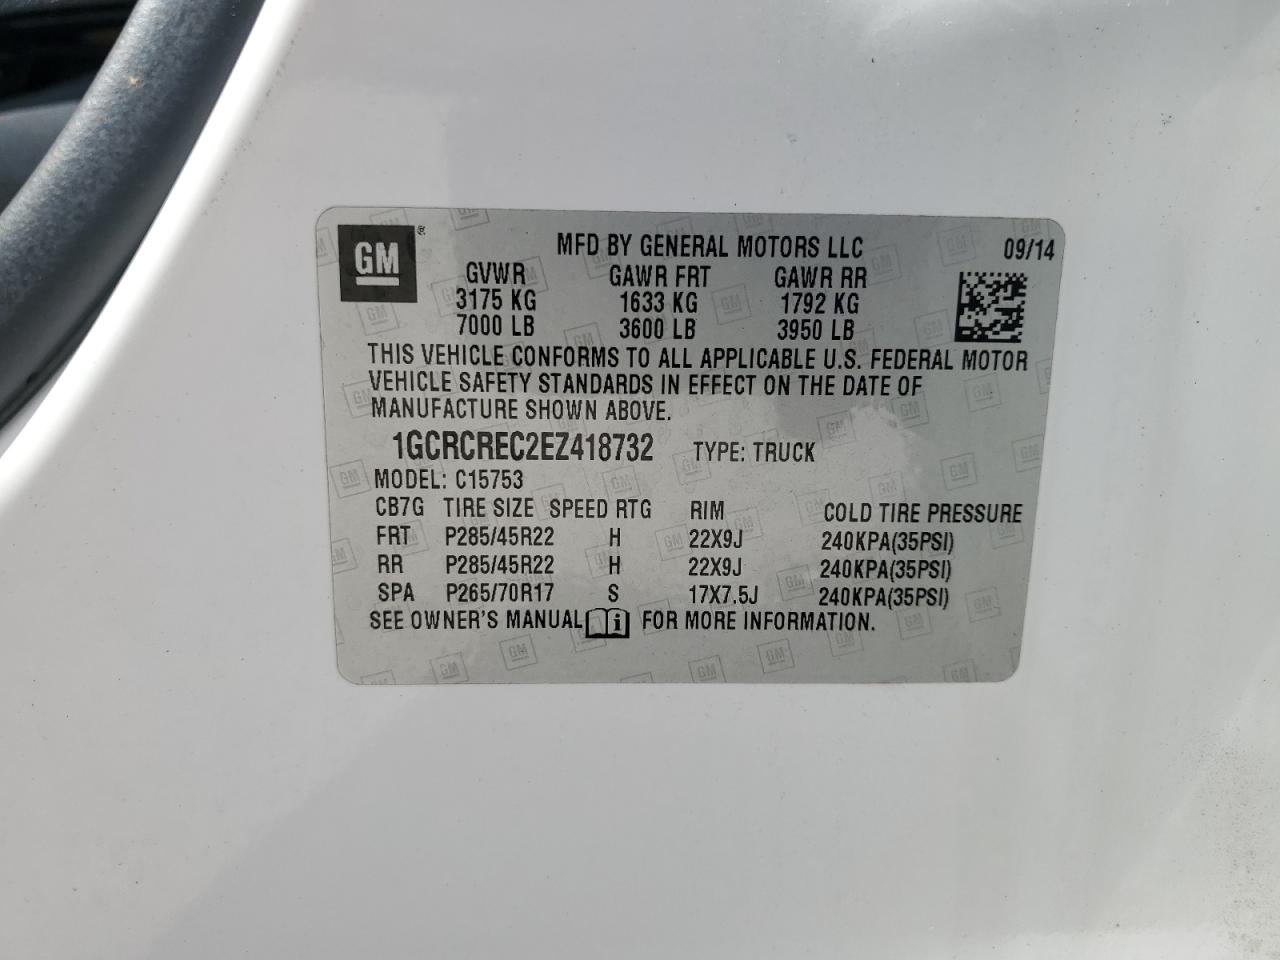 GM ®
MFD BY GENERAL MOTORS LLC 09/14
GVWR GAWR FRT GAWR RR
3175 KG 1633 KG 1792 KG
7000 LB 3600 LB 3950 LB
THIS VEHICLE CONFORMS TO ALL APPLICABLE U.S. FEDERAL MOTOR
VEHICLE SAFETY STANDARDS IN EFFECT ON THE DATE OF
MANUFACTURE SHOWN ABOVE.
1GCRCREC2EZ418732 TYPE: TRUCK
MODEL: C15753
CB7G TIRE SIZE SPEED RTG RIM COLD TIRE PRESSURE
FRT P285/45R22 H 22X9J 240KPA(35PSI)
RR P285/45R22 H 22X9J 240KPA(35PSI)
SPA P265/70R17 S 17X7.5J 240KPA(35PSI)
SEE OWNER'S MANUAL i FOR MORE INFORMATION.